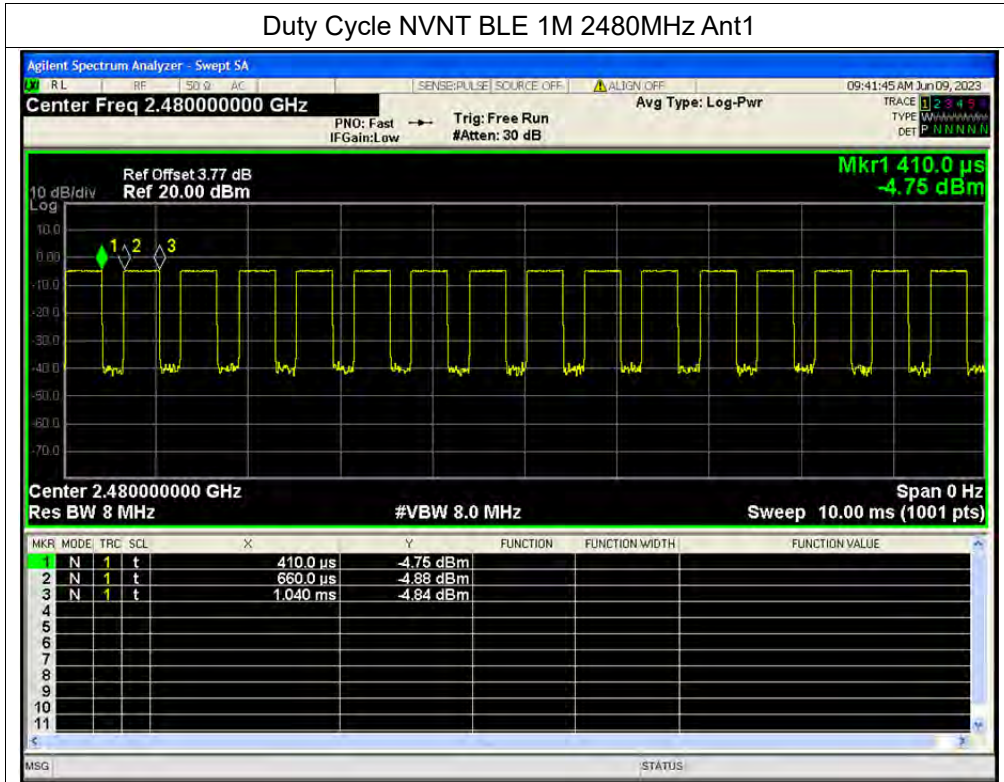 Duty Cycle NVNT BLE 1M 2480MHz Ant1
Agilent Spectrum Analyzer - Swept SA
RL RF 50 Ω AC SENSE:PULSE SOURCE OFF ALIGN OFF 09:41:45 AM Jun 09, 2023
Center Freq 2.480000000 GHz Avg Type: Log-Pwr TRACE 1 2 3 4 5 6
PNO: Fast Trig: Free Run TYPE W
IFGain:Low #Atten: 30 dB DET P N N N N N
Mkr1 410.0 µs
-4.75 dBm
Ref Offset 3.77 dB
10 dB/div Ref 20.00 dBm
Log
10.0
1 2 3
0.00
-10.0
-20.0
-30.0
-40.0
-50.0
-60.0
-70.0
Center 2.480000000 GHz Span 0 Hz
Res BW 8 MHz #VBW 8.0 MHz Sweep 10.00 ms (1001 pts)
MKR MODE TRC SCL X Y FUNCTION FUNCTION WIDTH FUNCTION VALUE
1 N 1 t 410.0 µs -4.75 dBm
2 N 1 t 660.0 µs -4.88 dBm
3 N 1 t 1.040 ms -4.84 dBm
4
5
6
7
8
9
10
11
MSG STATUS